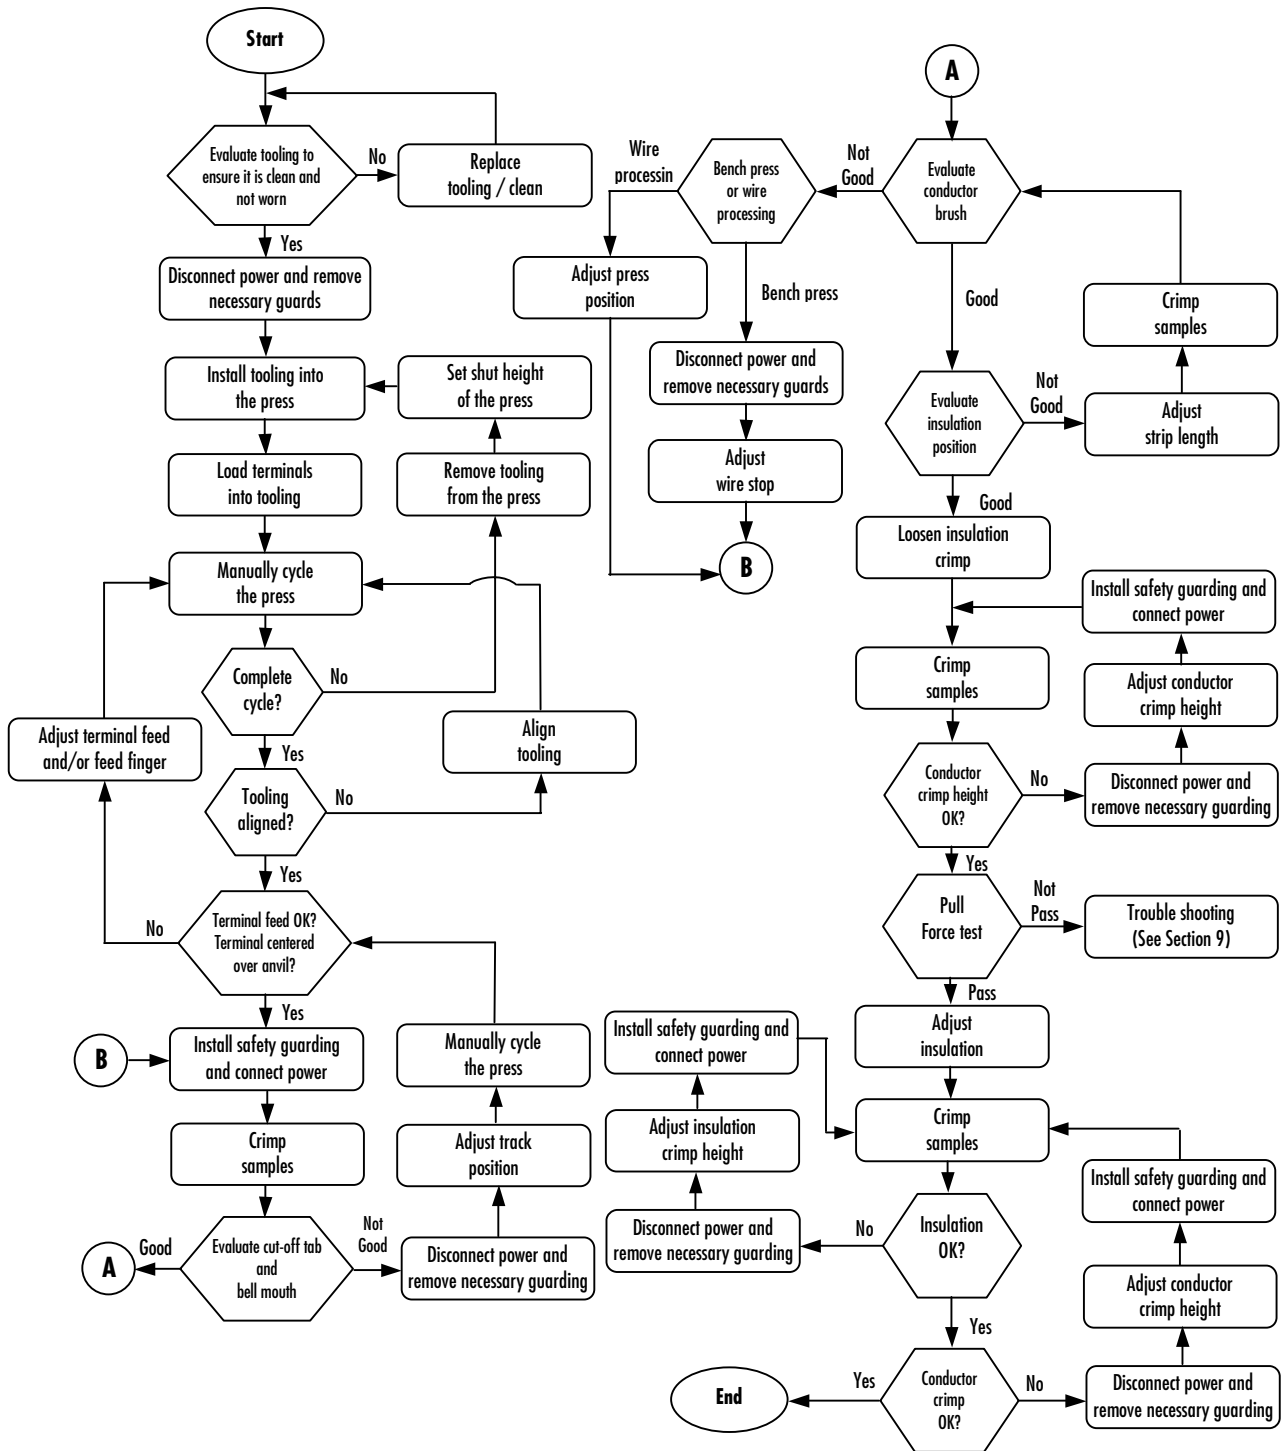 Start
Evaluate tooling to
ensure it is clean and
not worn
No
Replace
tooling / clean
Yes
Disconnect power and remove
necessary guards
Install tooling into
the press
Set shut height
of the press
Load terminals
into tooling
Remove tooling
from the press
Manually cycle
the press
Complete
cycle?
No
Adjust terminal feed
and/or feed finger
Align
tooling
Yes
Tooling
aligned?
No
Yes
Terminal feed OK?
Terminal centered
over anvil?
No
Yes
B
Install safety guarding
and connect power
Manually cycle
the press
Crimp
samples
Adjust track
position
A
Good
Evaluate cut-off tab
and
bell mouth
Not
Good
Disconnect power and
remove necessary guarding
A
Evaluate
conductor
brush
Not
Good
Bench press
or wire
processing
Wire
processin
Adjust press
position
Bench press
Disconnect power and
remove necessary guards
Adjust
wire stop
B
Good
Crimp
samples
Evaluate
insulation
position
Not
Good
Adjust
strip length
Good
Loosen insulation
crimp
Install safety guarding and
connect power
Crimp
samples
Adjust conductor
crimp height
Conductor
crimp height
OK?
No
Disconnect power and
remove necessary guarding
Yes
Pull
Force test
Not
Pass
Trouble shooting
(See Section 9)
Pass
Adjust
insulation
Install safety guarding and
connect power
Crimp
samples
Adjust insulation
crimp height
Install safety guarding and
connect power
Insulation
OK?
No
Disconnect power and
remove necessary guarding
Adjust conductor
crimp height
Yes
Conductor
crimp
OK?
Yes
End
No
Disconnect power and
remove necessary guarding